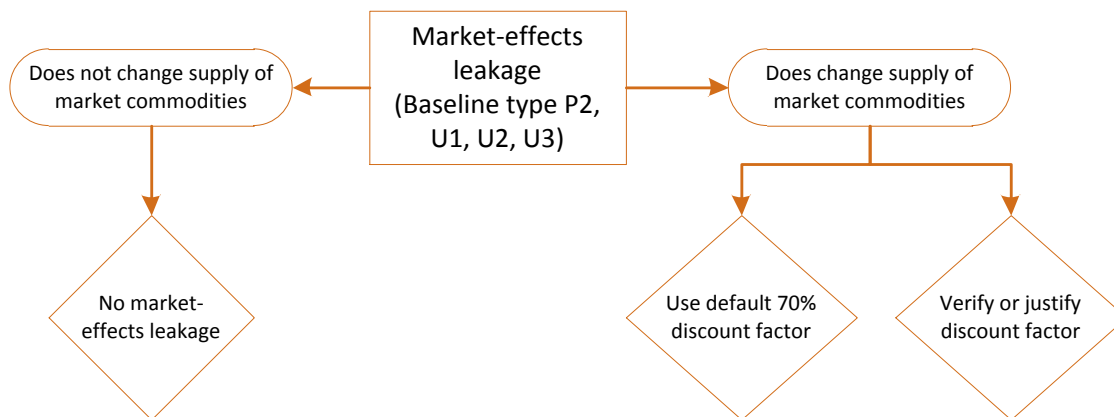 Market-effects
leakage
(Baseline type P2,
U1, U2, U3)
Does not change supply of
market commodities
Does change supply of
market commodities
No market-
effects leakage
Use default 70%
discount factor
Verify or justify
discount factor